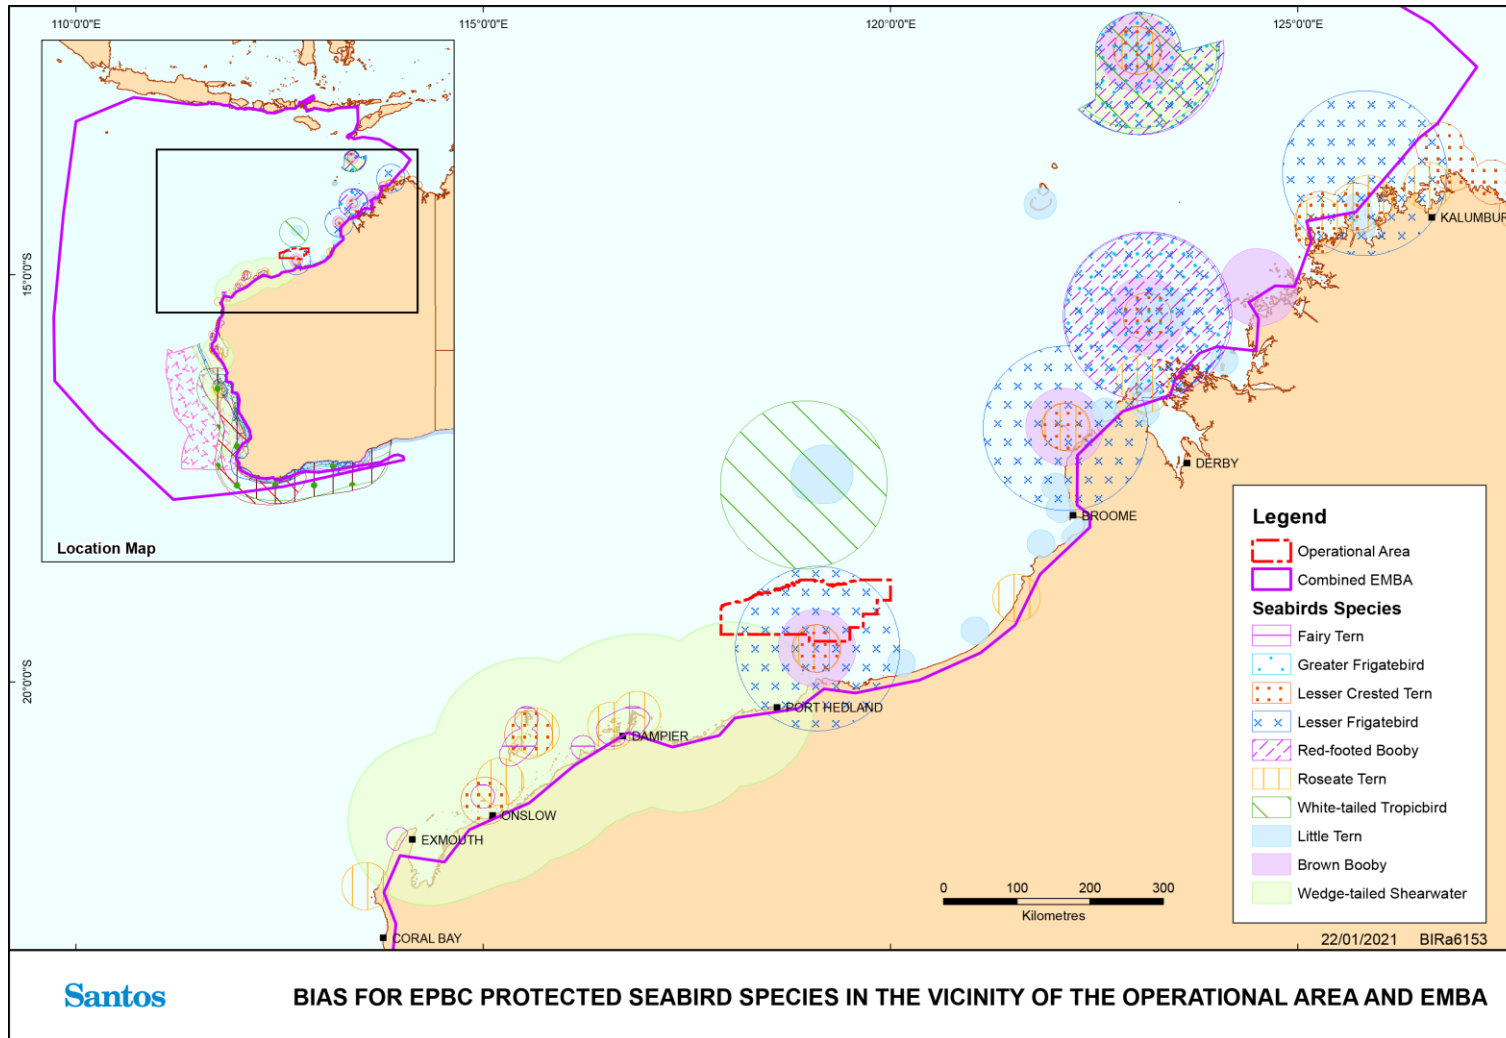 110°0'0"E
115°0'0"E
120°0'0"E
125°0'0"E
15°0'0"S
20°0'0"S
Location Map
KALUMBUR
DERBY
BROOME
PORT HEDLAND
DAMPIER
ONSLOW
EXMOUTH
CORAL BAY
Legend
Operational Area
Combined EMBA
Seabirds Species
Fairy Tern
Greater Frigatebird
Lesser Crested Tern
Lesser Frigatebird
Red-footed Booby
Roseate Tern
White-tailed Tropicbird
Little Tern
Brown Booby
Wedge-tailed Shearwater
0 100 200 300
Kilometres
22/01/2021 BIRa6153
Santos
BIAS FOR EPBC PROTECTED SEABIRD SPECIES IN THE VICINITY OF THE OPERATIONAL AREA AND EMBA